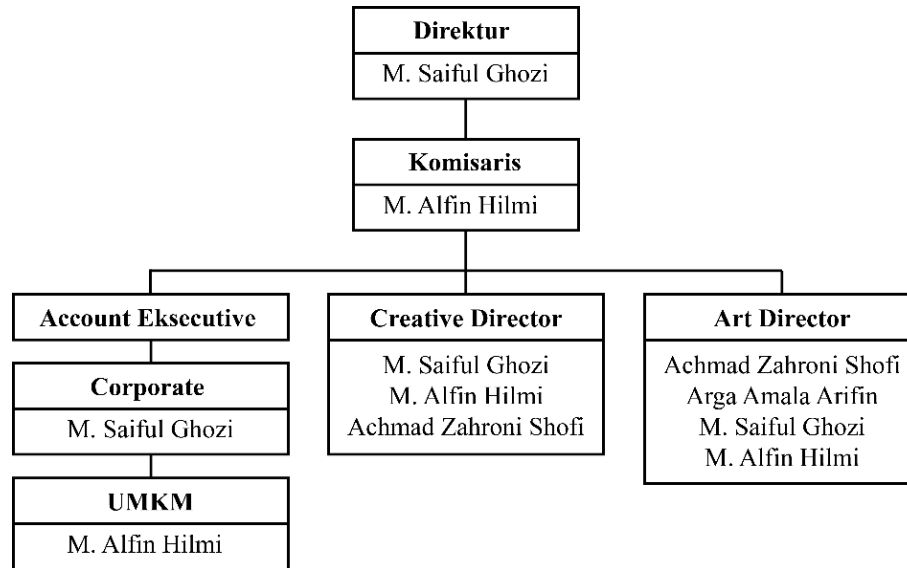 Direktur
M. Saiful Ghozi
Komisaris
M. Alfin Hilmi
Account Eksecutive
Corporate
M. Saiful Ghozi
UMKM
M. Alfin Hilmi
Creative Director
M. Saiful Ghozi
M. Alfin Hilmi
Achmad Zahroni Shofi
Art Director
Achmad Zahroni Shofi
Arga Amala Arifin
M. Saiful Ghozi
M. Alfin Hilmi